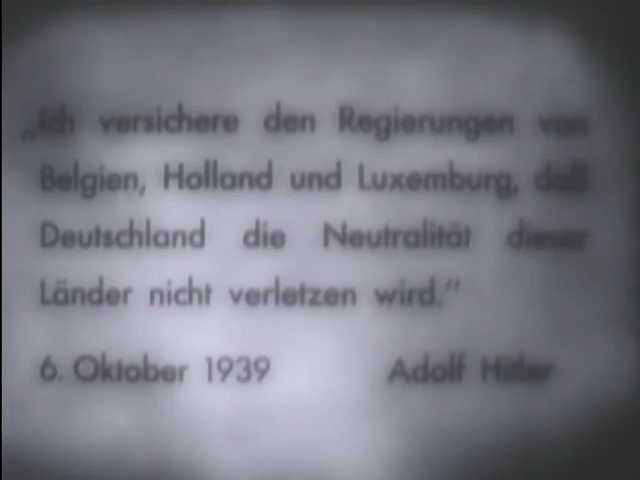 „Ich versichere den Regierungen von
Belgien, Holland und Luxemburg, daß
Deutschland die Neutralität dieser
Länder nicht verletzen wird.“
6. Oktober 1939 Adolf Hitler